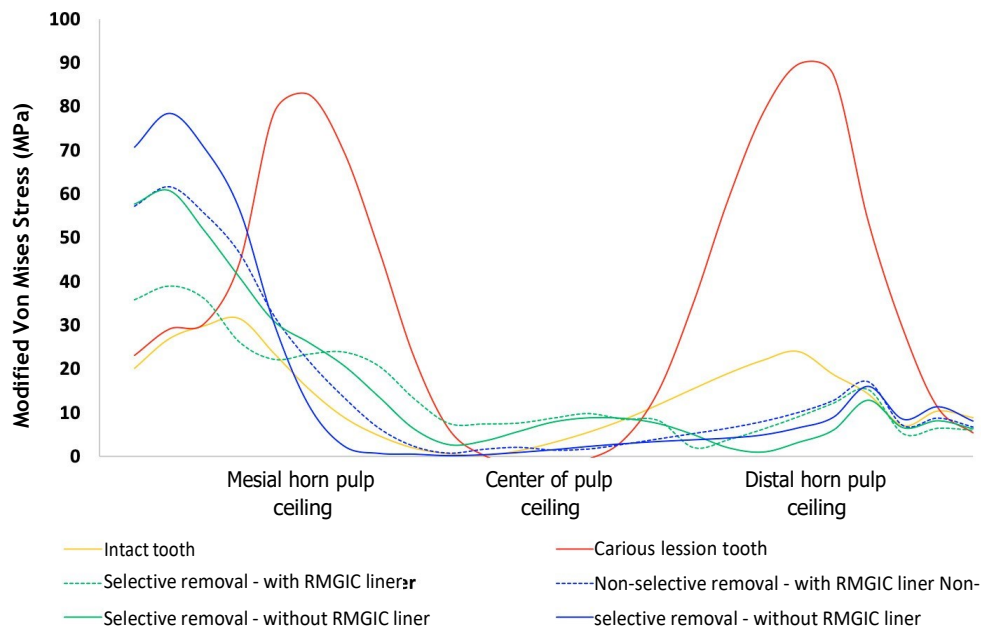 100
90
80
70
60
50
40
30
20
10
0
Modified Von Mises Stress (MPa)
Mesial horn pulp
ceiling
Center of pulp
ceiling
Distal horn pulp
ceiling
Intact tooth
Carious lession tooth
Selective removal - with RMGIC liner:r
Non-selective removal - with RMGIC liner Non-
Selective removal - without RMGIC liner
selective removal - without RMGIC liner